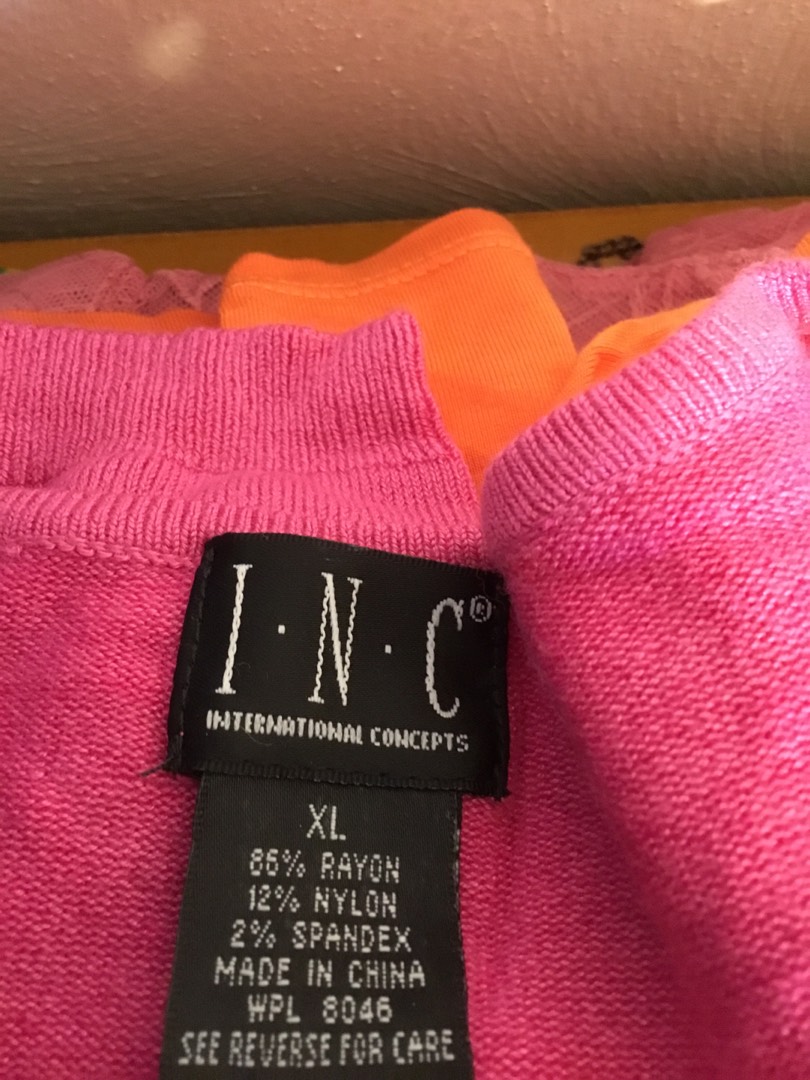 I·N·C®
INTERNATIONAL CONCEPTS
XL
86% RAYON
12% NYLON
2% SPANDEX
MADE IN CHINA
WPL 8046
SEE REVERSE FOR CARE